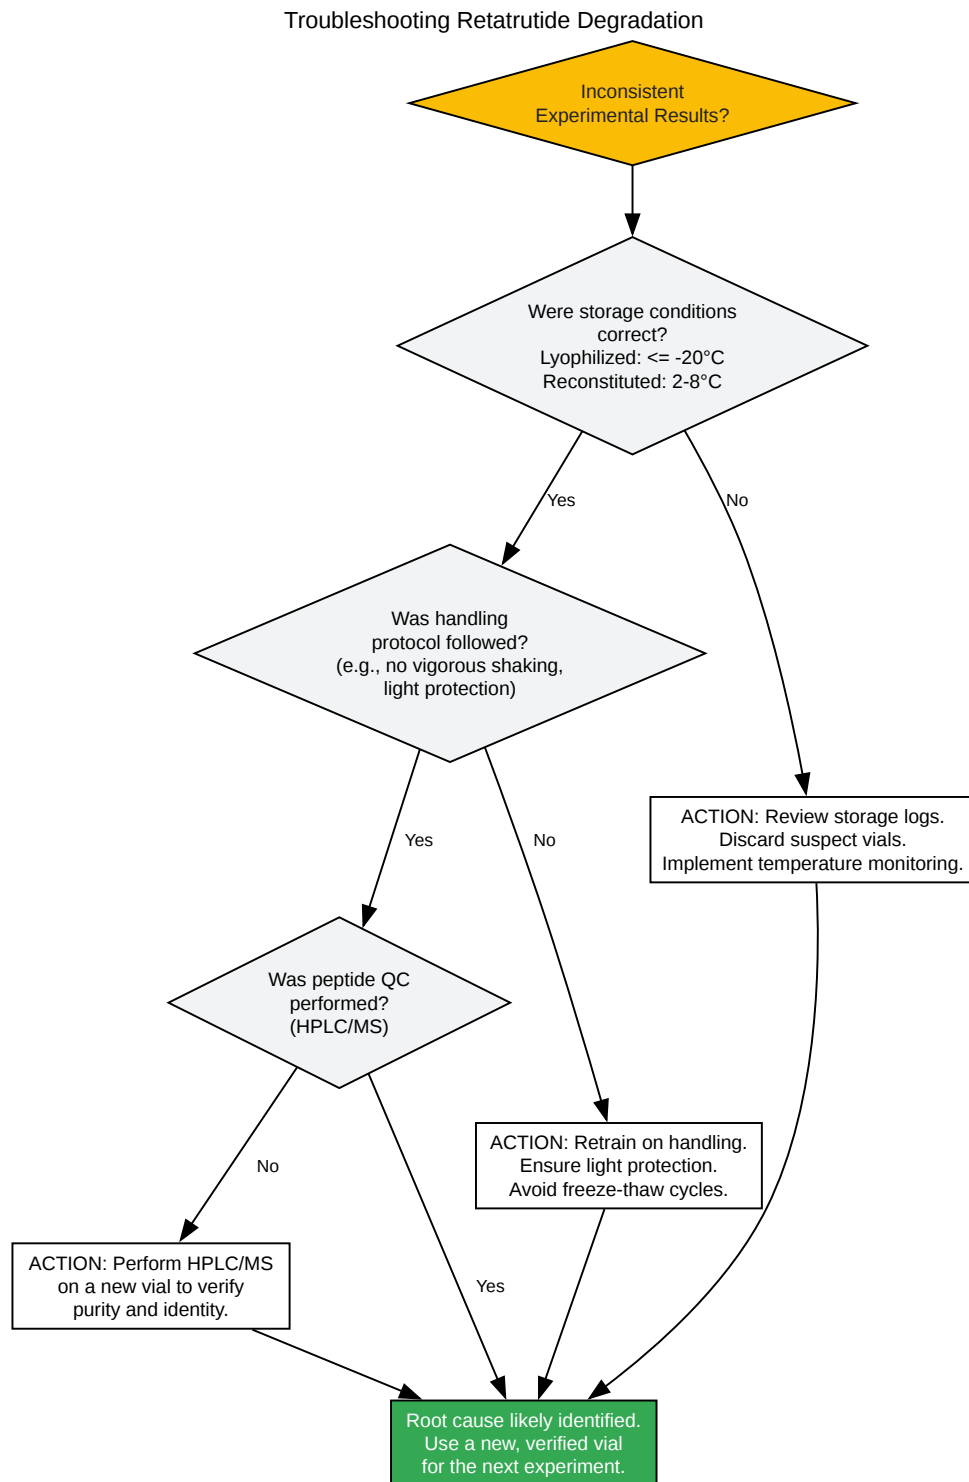 Troubleshooting Retatrutide Degradation
Inconsistent
Experimental Results?
Were storage conditions
correct?
Lyophilized: <= -20°C
Reconstituted: 2-8°C
Yes
No
Was handling
protocol followed?
(e.g., no vigorous shaking,
light protection)
ACTION: Review storage logs.
Discard suspect vials.
Implement temperature monitoring.
Yes
No
Was peptide QC
performed?
(HPLC/MS)
ACTION: Retrain on handling.
Ensure light protection.
Avoid freeze-thaw cycles.
No
Yes
ACTION: Perform HPLC/MS
on a new vial to verify
purity and identity.
Root cause likely identified.
Use a new, verified vial
for the next experiment.